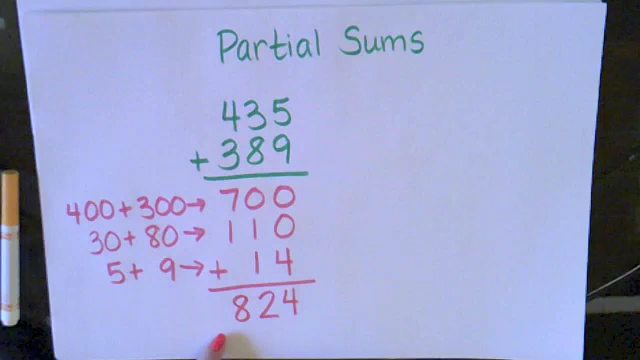 Partial Sums
435
+389
400+300→ 700
30+80→ 110
5+ 9→+ 14
824